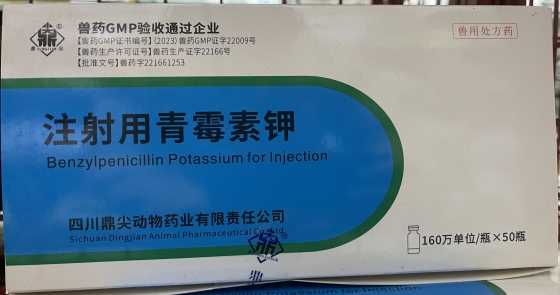 兽药GMP验收通过企业
【兽药GMP证书编号】(2023)兽药GMP证字22009号
【兽药生产许可证号】兽药生产证字22166号
【批准文号】兽药字221661253
兽用处方药
注射用青霉素钾
Benzylpenicillin Potassium for Injection
四川鼎尖动物药业有限责任公司
Sichuan Dingjian Animal Pharmaceutical Co.,Ltd
160万单位/瓶×50瓶